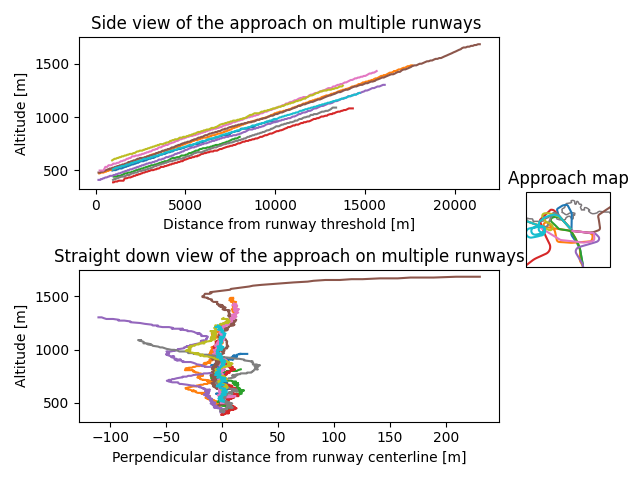 Side view of the approach on multiple runways
1500
1000
500
Altitude [m]
0 5000 10000 15000 20000
Distance from runway threshold [m]
Approach map
Straight down view of the approach on multiple runways
1500
1000
500
Altitude [m]
−100 −50 0 50 100 150 200
Perpendicular distance from runway centerline [m]